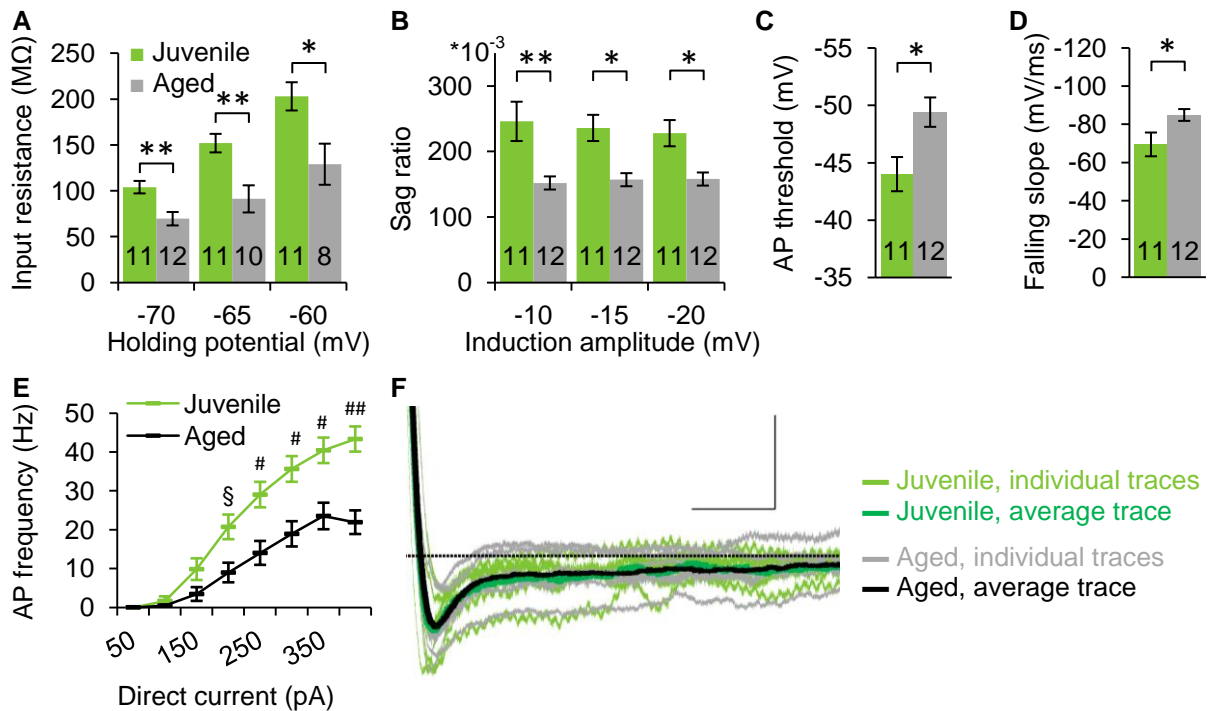 A
Input resistance (MΩ)
250
200
150
100
50
0
Juvenile
Aged
**
**
*
11 12 11 10 11 8
-70 -65 -60
Holding potential (mV)
B
Sag ratio
*10-3
400
200
0
** * *
11 12 11 12 11 12
-10 -15 -20
Induction amplitude (mV)
C
AP threshold (mV)
-55
-50
-45
-40
-35
*
11 12
D
Falling slope (mV/ms)
-120
-100
-80
-60
-40
-20
0
*
11 12
E
AP frequency (Hz)
50
40
30
20
10
0
Juvenile
Aged
§ # # # ##
50 150 250 350
Direct current (pA)
F
Juvenile, individual traces
Juvenile, average trace
Aged, individual traces
Aged, average trace